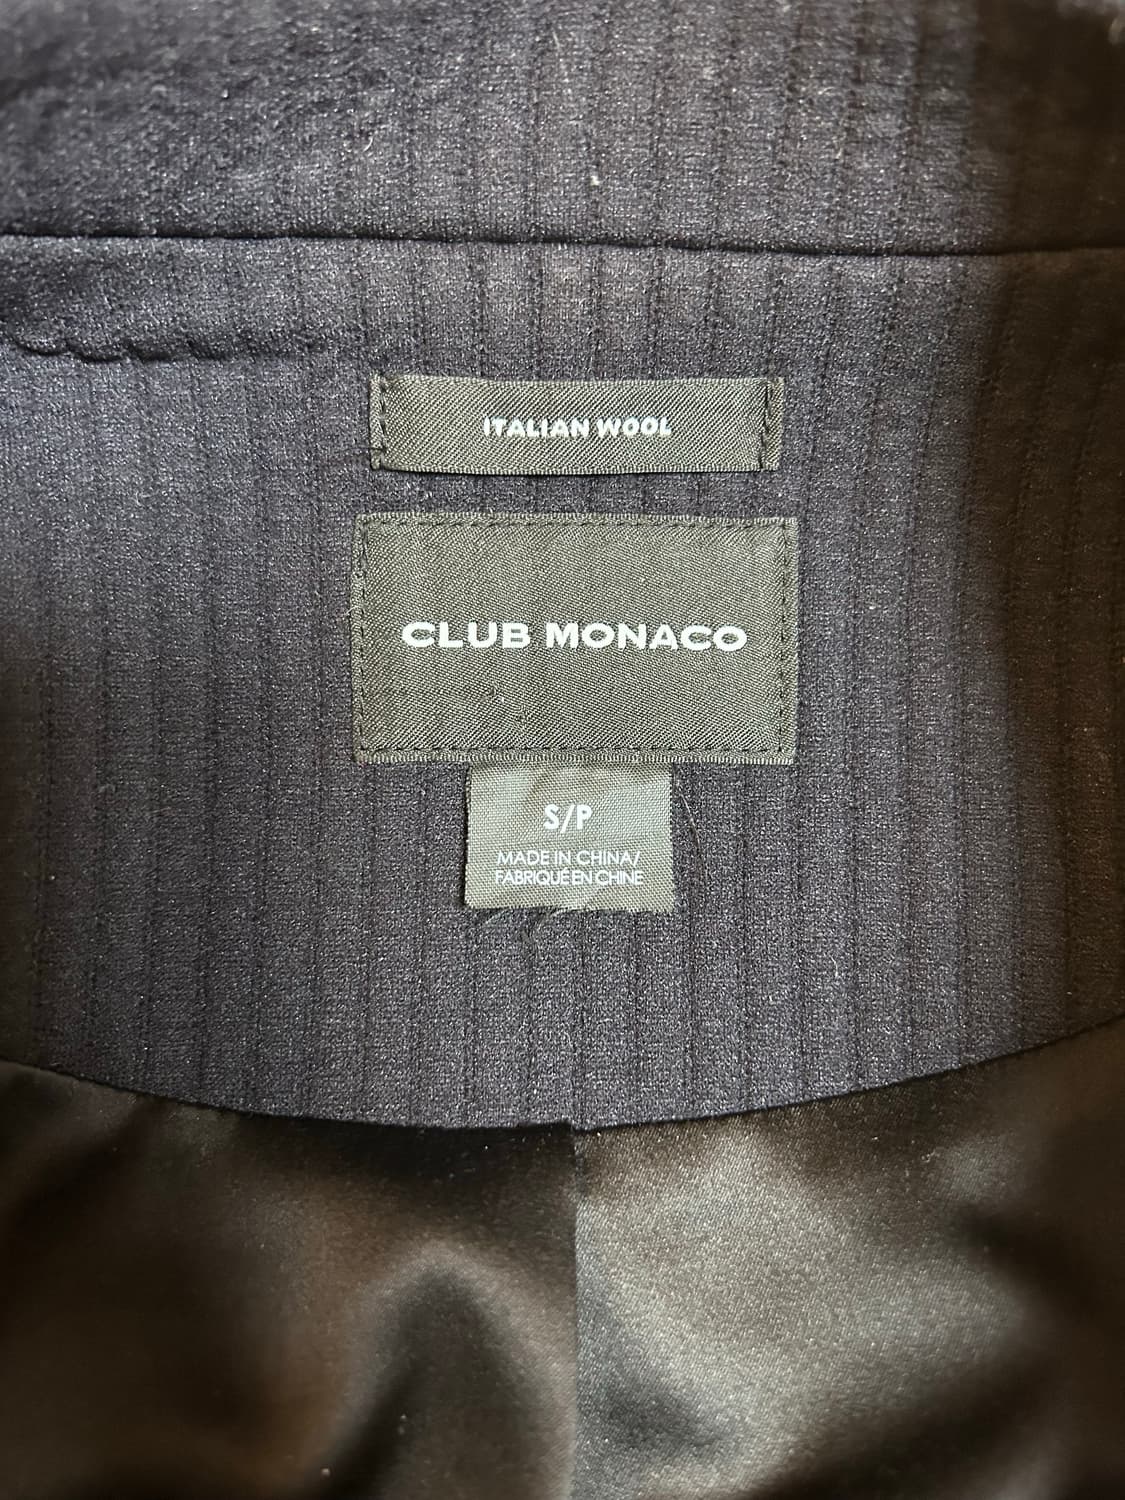 ITALIAN WOOL
CLUB MONACO
S/P
MADE IN CHINA/
FABRIQUÉ EN CHINE